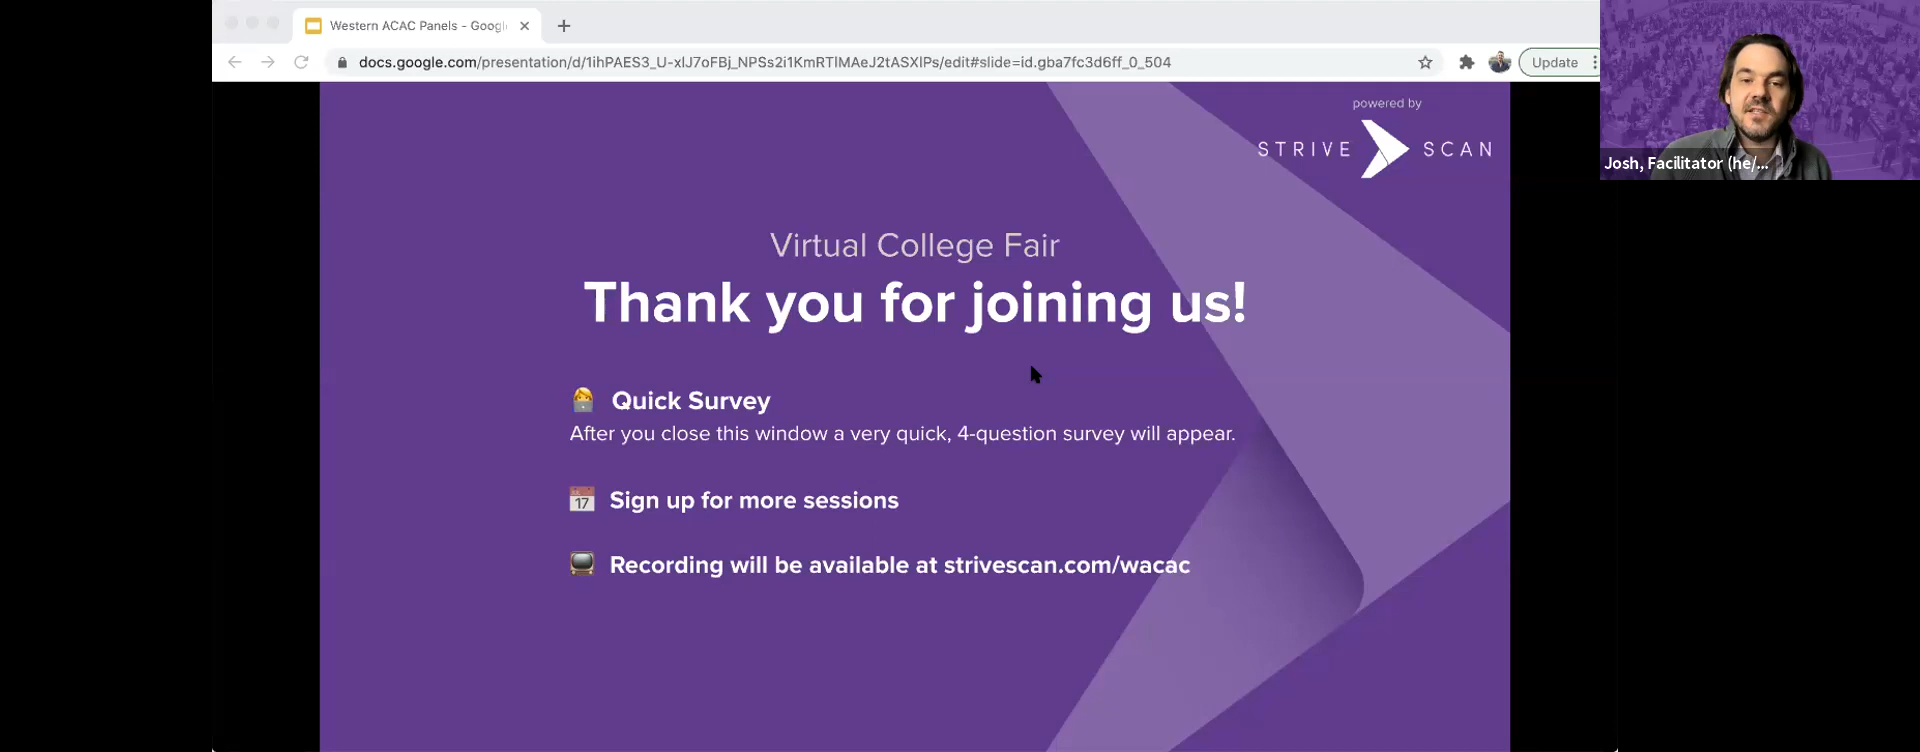 Western ACAC Panels - Googl
docs.google.com/presentation/d/1ihPAES3_U-xlJ7oFBj_NPSs2i1KmRTlMAeJ2tASXlPs/edit#slide=id.gba7fc3d6ff_0_504
Update
powered by
STRIVE SCAN
Josh, Facilitator (he/...
Virtual College Fair
Thank you for joining us!
Quick Survey
After you close this window a very quick, 4-question survey will appear.
17
Sign up for more sessions
Recording will be available at strivescan.com/wacac